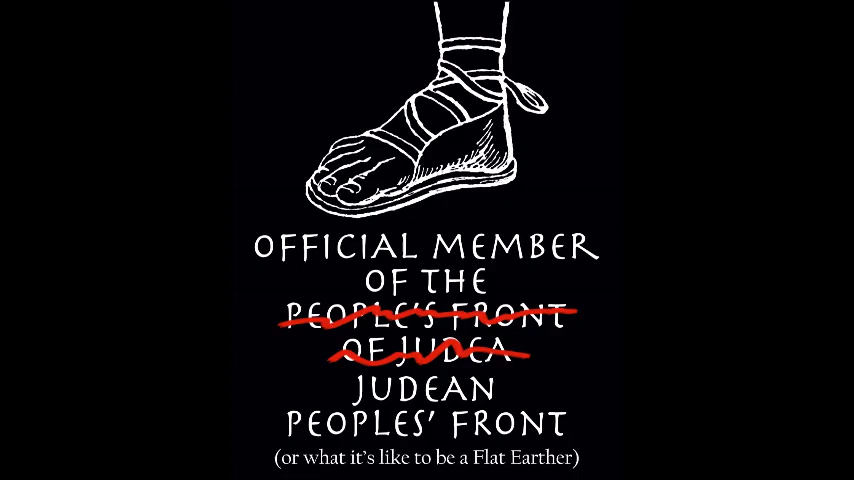 OFFICIAL MEMBER
OF THE
PEOPLE'S FRONT
OF JUDEA
JUDEAN
PEOPLES' FRONT
(or what it's like to be a Flat Earther)